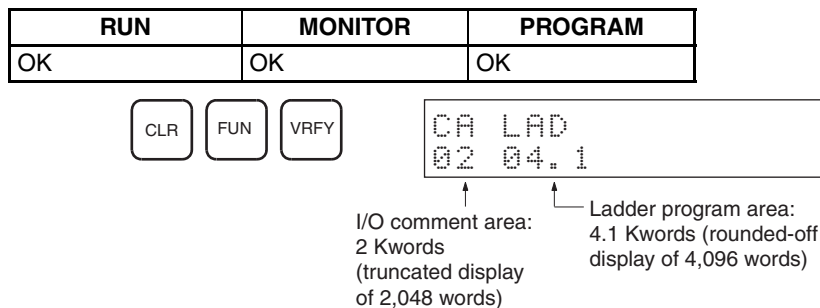 RUN MONITOR PROGRAM
OK OK OK
CLR FUN VRFY
CA LAD
02 04.1
I/O comment area:
2 Kwords
(truncated display
of 2,048 words)
Ladder program area:
4.1 Kwords (rounded-off
display of 4,096 words)